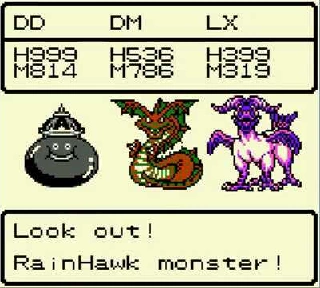 DD DM LX
H999 H536 H399
M814 M786 M319
Look out!
RainHawk monster!